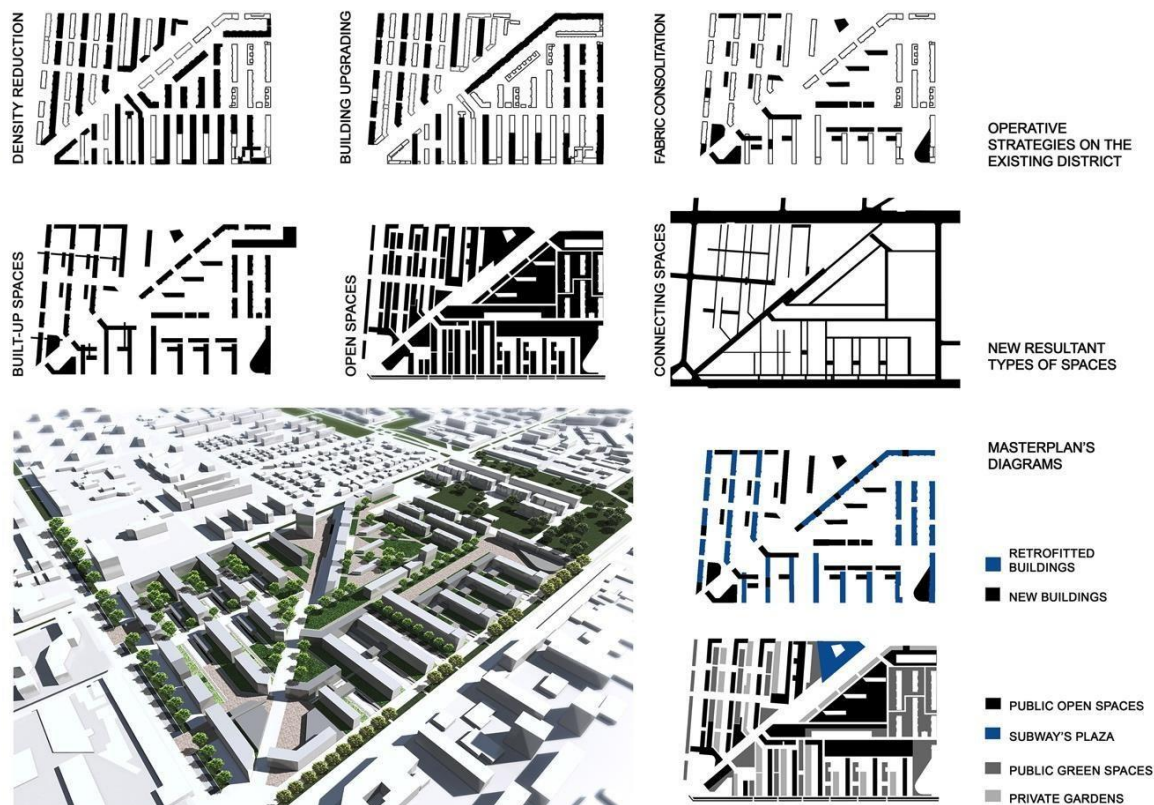 DENSITY REDUCTION
BUILDING UPGRADING
FABRIC CONSOLITATION
OPERATIVE
STRATEGIES ON THE
EXISTING DISTRICT
BUILT-UP SPACES
OPEN SPACES
CONNECTING SPACES
NEW RESULTANT
TYPES OF SPACES
MASTERPLAN'S
DIAGRAMS
RETROFITTED
BUILDINGS
NEW BUILDINGS
PUBLIC OPEN SPACES
SUBWAY'S PLAZA
PUBLIC GREEN SPACES
PRIVATE GARDENS